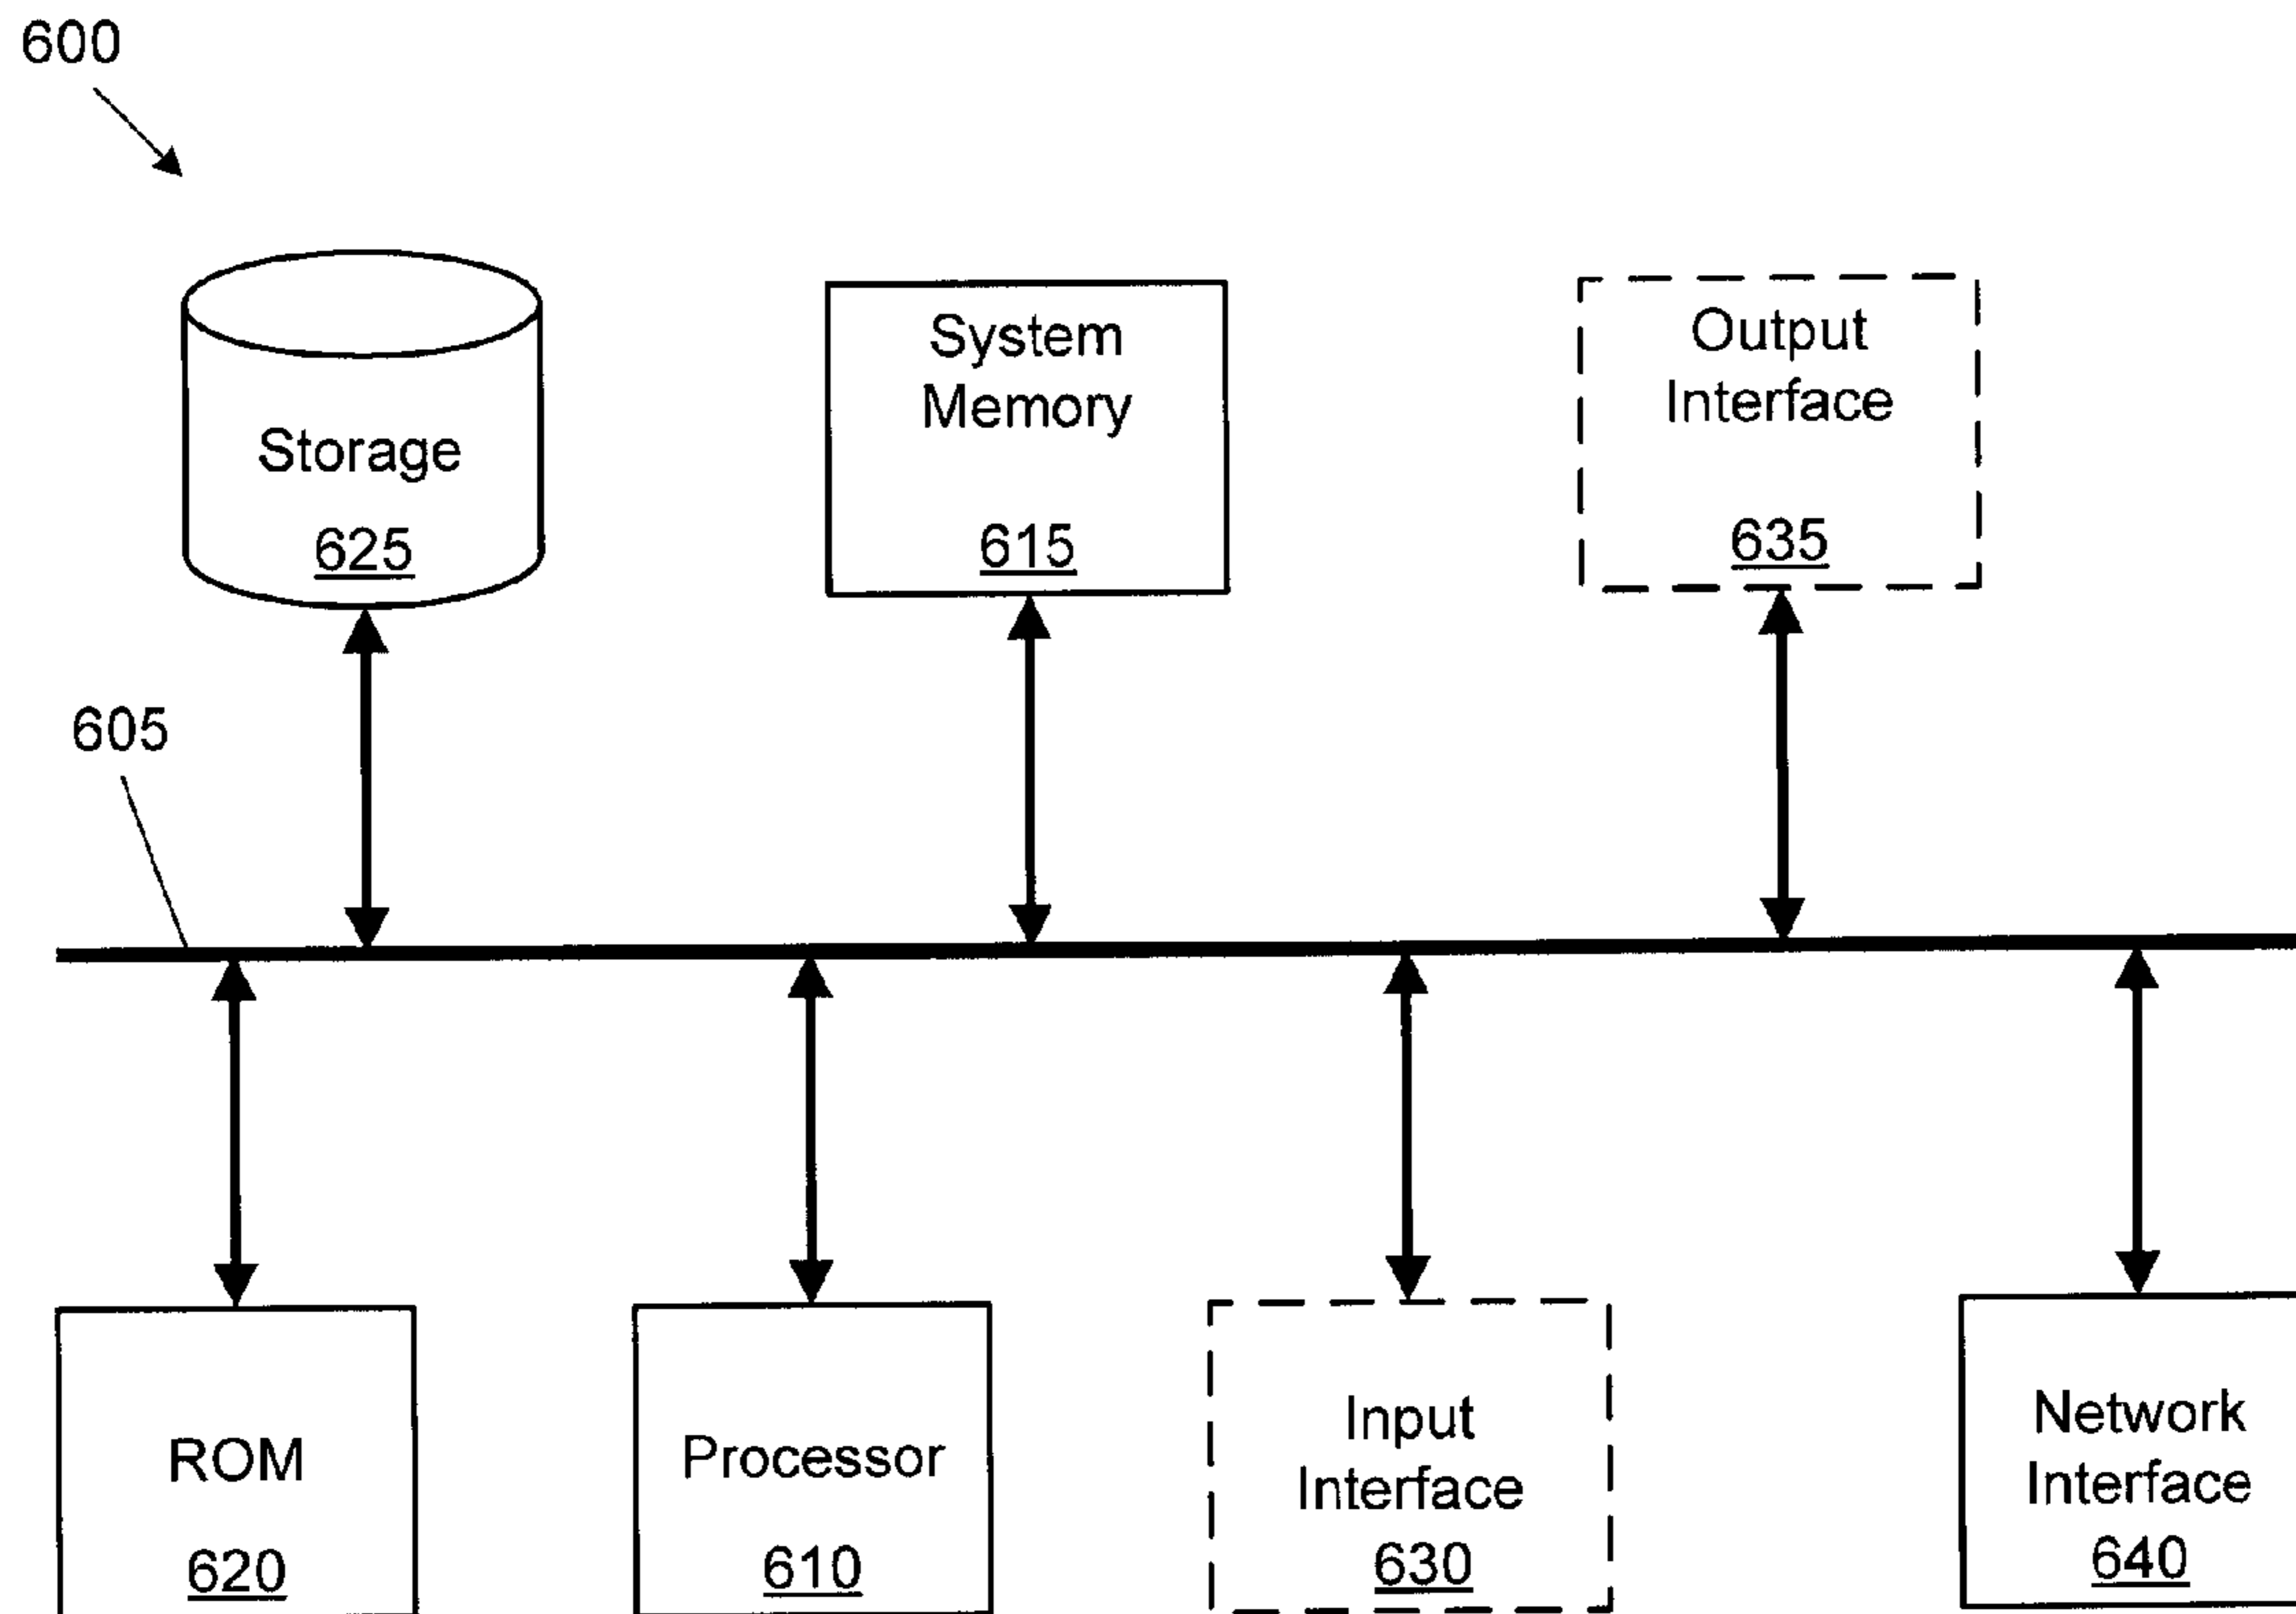 600
Storage
625
System
Memory
615
Output
Interface
635
605
ROM
620
Processor
610
Input
Interface
630
Network
Interface
640